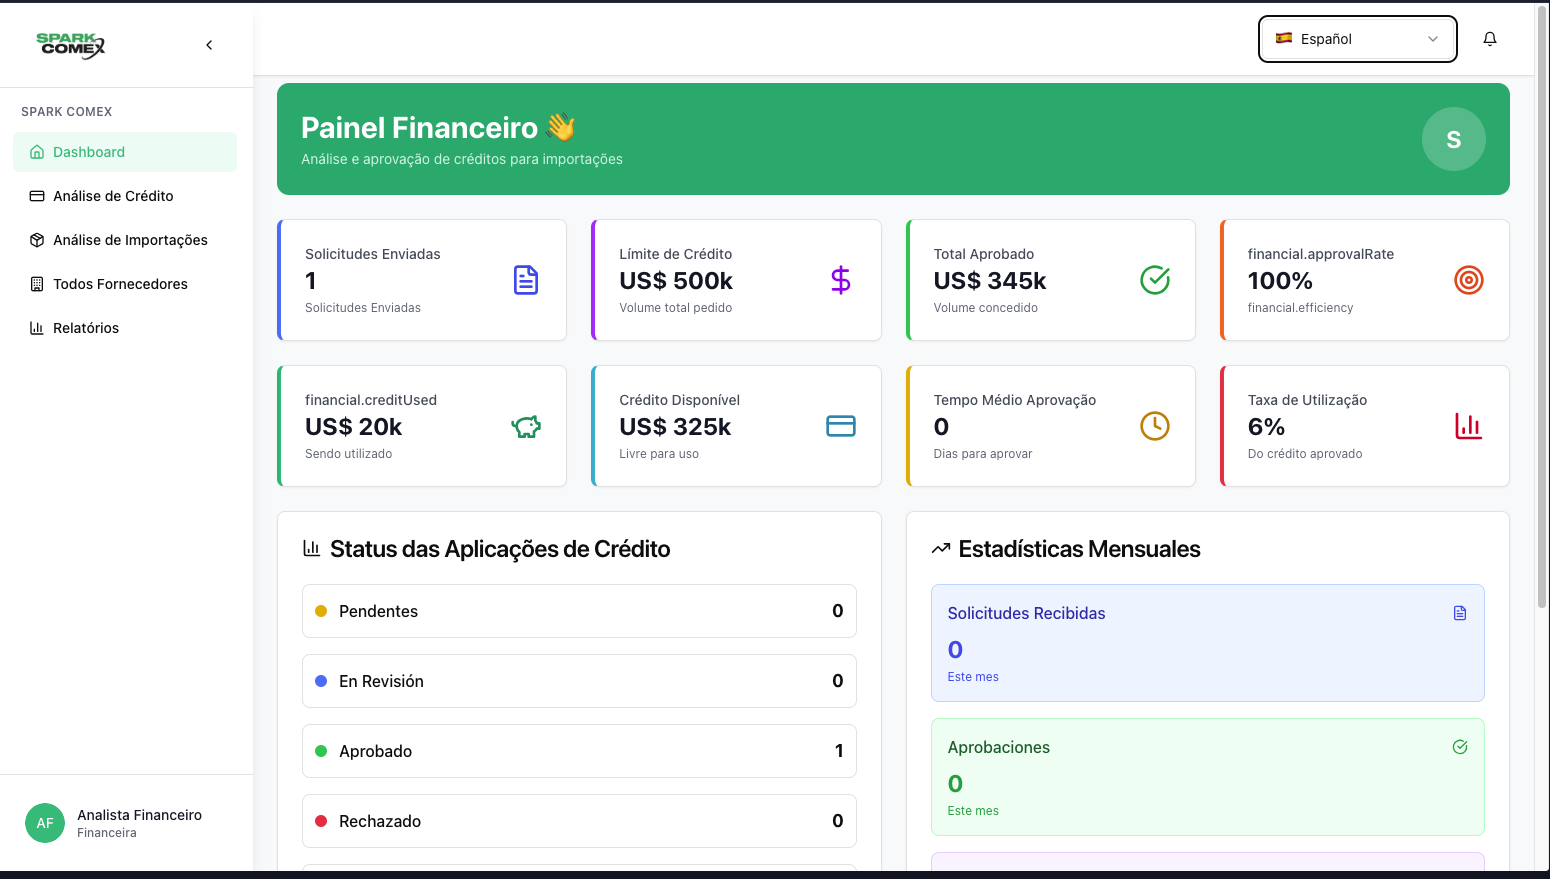 SPARK
COMEX
Español
SPARK COMEX
Dashboard
Análise de Crédito
Análise de Importações
Todos Fornecedores
Relatórios
AF
Analista Financeiro
Financeira
Painel Financeiro 👋
Análise e aprovação de créditos para importações
S
Solicitudes Enviadas
1
Solicitudes Enviadas
Límite de Crédito
US$ 500k
Volume total pedido
Total Aprobado
US$ 345k
Volume concedido
financial.approvalRate
100%
financial.efficiency
financial.creditUsed
US$ 20k
Sendo utilizado
Crédito Disponível
US$ 325k
Livre para uso
Tempo Médio Aprovação
0
Dias para aprovar
Taxa de Utilização
6%
Do crédito aprovado
Status das Aplicações de Crédito
Pendentes 0
En Revisión 0
Aprobado 1
Rechazado 0
Estadísticas Mensuales
Solicitudes Recibidas
0
Este mes
Aprobaciones
0
Este mes